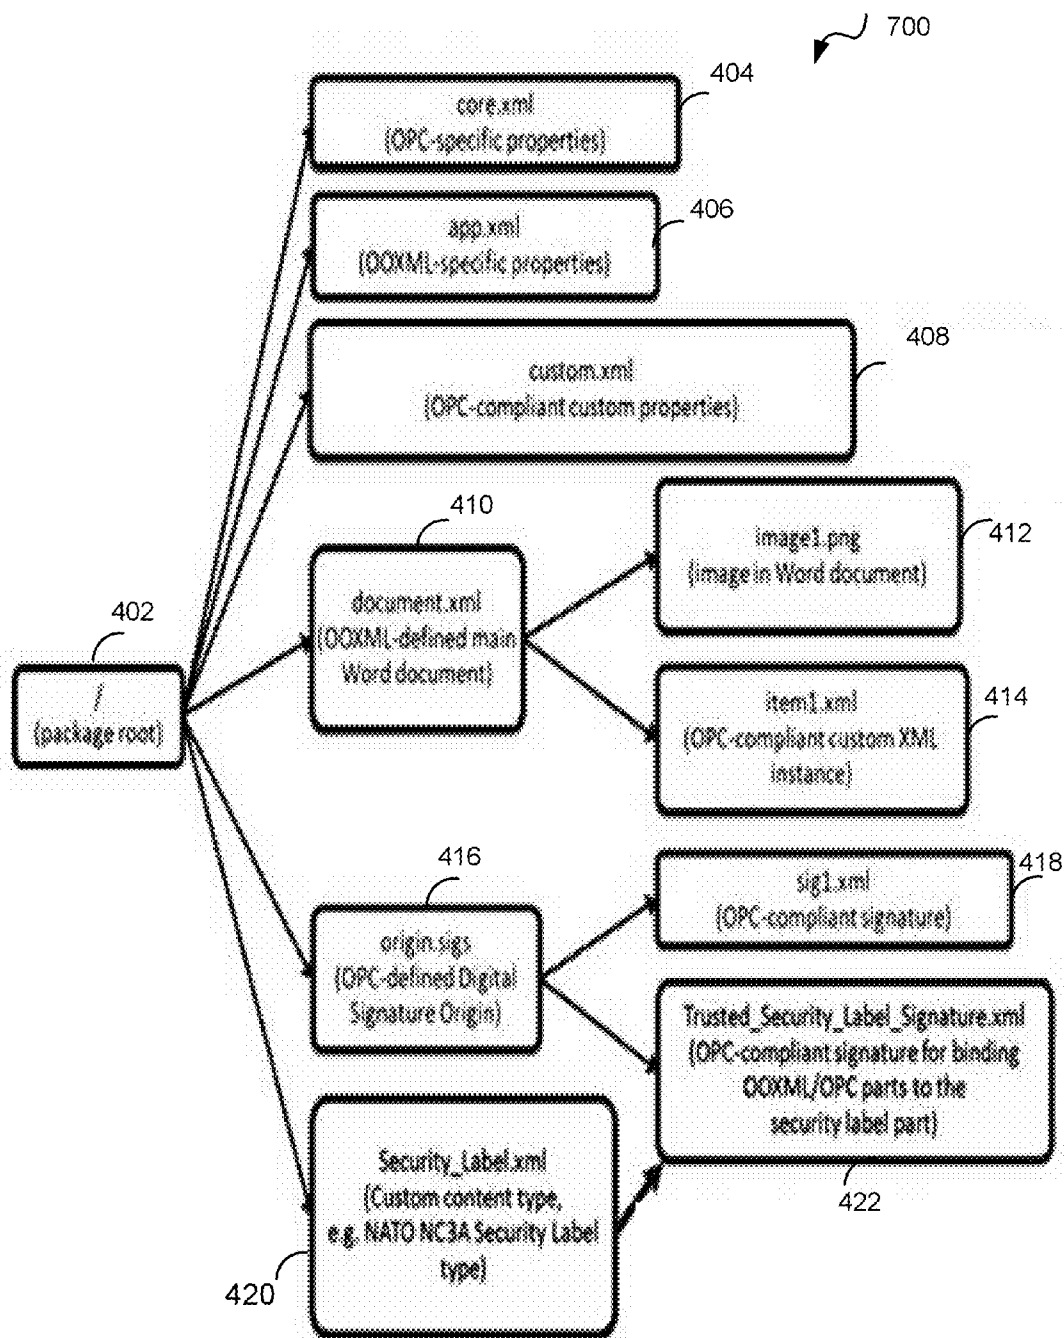 700
404
core.xml
(OPC-specific properties)
406
app.xml
(OOXML-specific properties)
408
custom.xml
(OPC-compliant custom properties)
410
document.xml
(OOXML-defined main
Word document)
412
image1.png
(image in Word document)
402
/
(package root)
414
item1.xml
(OPC-compliant custom XML
instance)
416
origin.sigs
(OPC-defined Digital
Signature Origin)
418
sig1.xml
(OPC-compliant signature)
Trusted_Security_Label_Signature.xml
(OPC-compliant signature for binding
OOXML/OPC parts to the
security label part)
422
Security_Label.xml
(Custom content type,
e.g. NATO NC3A Security Label
type)
420